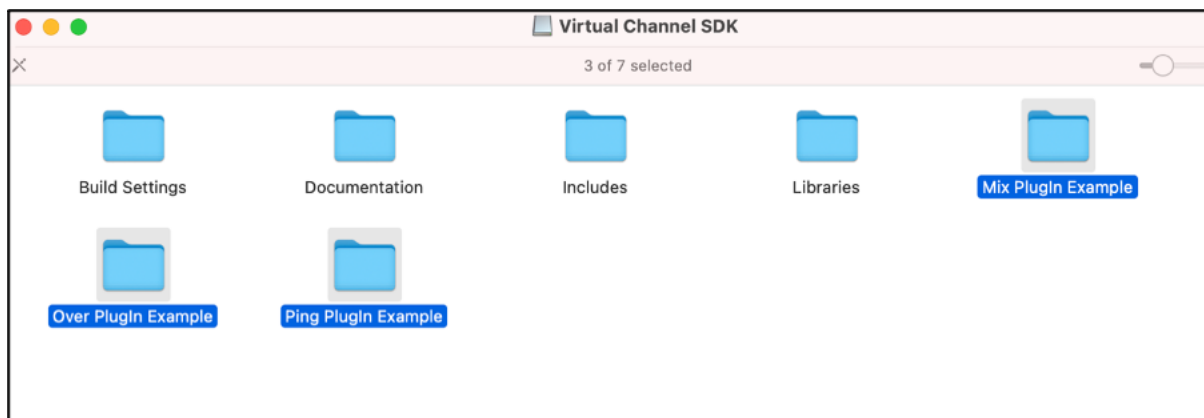 Virtual Channel SDK
3 of 7 selected
Build Settings
Documentation
Includes
Libraries
Mix PlugIn Example
Over PlugIn Example
Ping PlugIn Example